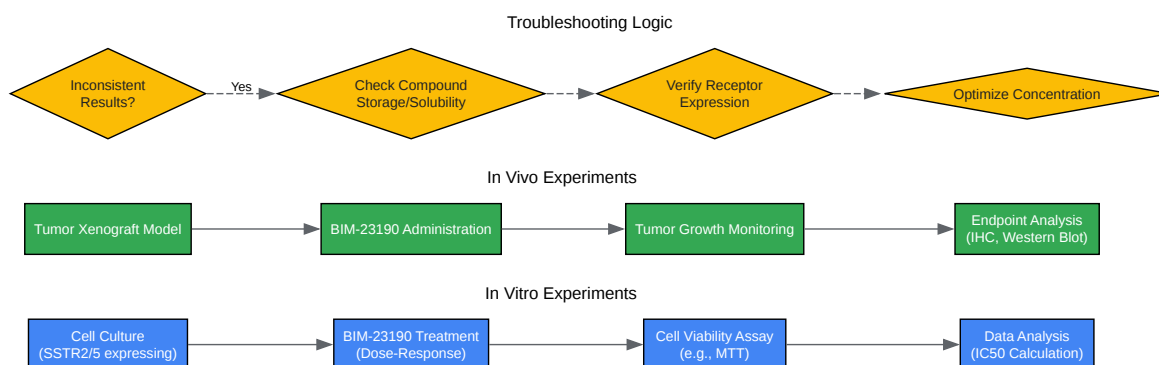 Troubleshooting Logic
Inconsistent
Results?
Yes
Check Compound
Storage/Solubility
Verify Receptor
Expression
Optimize Concentration
In Vivo Experiments
Tumor Xenograft Model
BIM-23190 Administration
Tumor Growth Monitoring
Endpoint Analysis
(IHC, Western Blot)
In Vitro Experiments
Cell Culture
(SSTR2/5 expressing)
BIM-23190 Treatment
(Dose-Response)
Cell Viability Assay
(e.g., MTT)
Data Analysis
(IC50 Calculation)